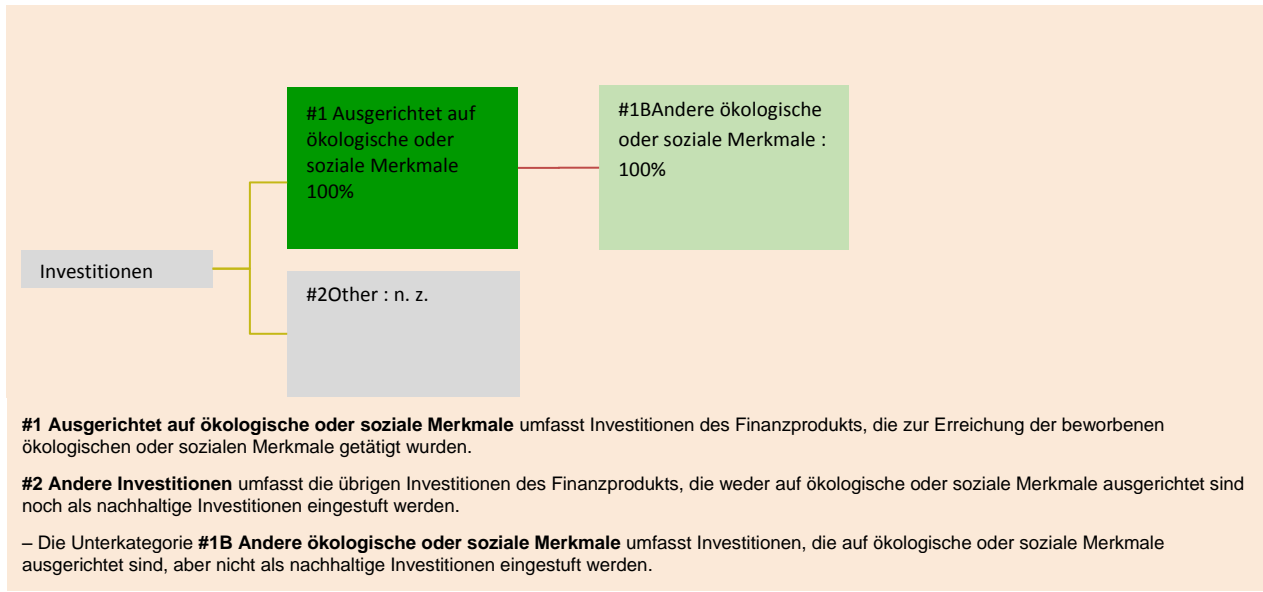 #1 Ausgerichtet auf
ökologische oder
soziale Merkmale
100%
#1BAndere ökologische
oder soziale Merkmale :
100%
Investitionen
#2Other : n. z.
#1 Ausgerichtet auf ökologische oder soziale Merkmale umfasst Investitionen des Finanzprodukts, die zur Erreichung der beworbenen
ökologischen oder sozialen Merkmale getätigt wurden.
#2 Andere Investitionen umfasst die übrigen Investitionen des Finanzprodukts, die weder auf ökologische oder soziale Merkmale ausgerichtet sind
noch als nachhaltige Investitionen eingestuft werden.
– Die Unterkategorie #1B Andere ökologische oder soziale Merkmale umfasst Investitionen, die auf ökologische oder soziale Merkmale
ausgerichtet sind, aber nicht als nachhaltige Investitionen eingestuft werden.